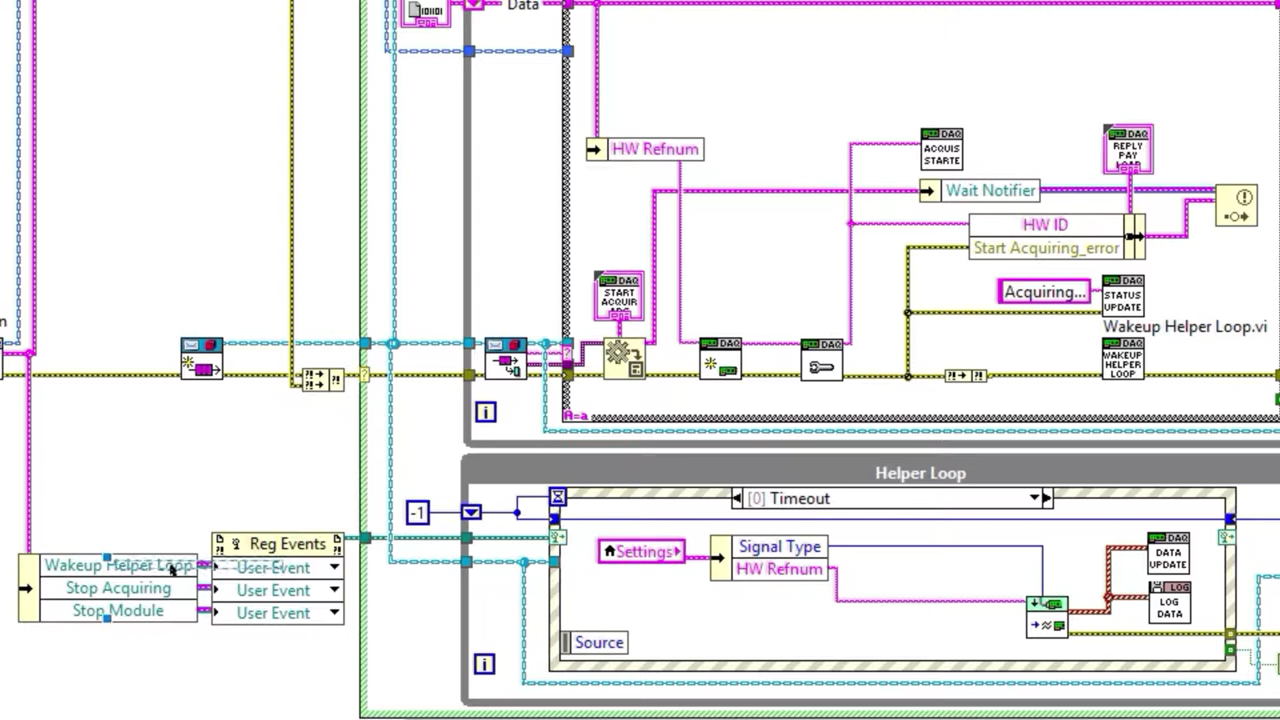 Data
HW Refnum
DAQ
ACQUIS
STARTE
DAQ
REPLY
PAY
Wait Notifier
HW ID
Start Acquiring_error
DAQ
START
ACQUIR
Acquiring...
DAQ
STATUS
UPDATE
Wakeup Helper Loop.vi
DAQ
DAQ
DAQ
WAKEUP
HELPER
LOOP
n
i
A=a
Helper Loop
-1
[0] Timeout
Reg Events
Wakeup Helper Loop
User Event
Stop Acquiring
User Event
Stop Module
User Event
Settings
Signal Type
HW Refnum
DAQ
DATA
UPDATE
LOG
LOG
DATA
Source
i